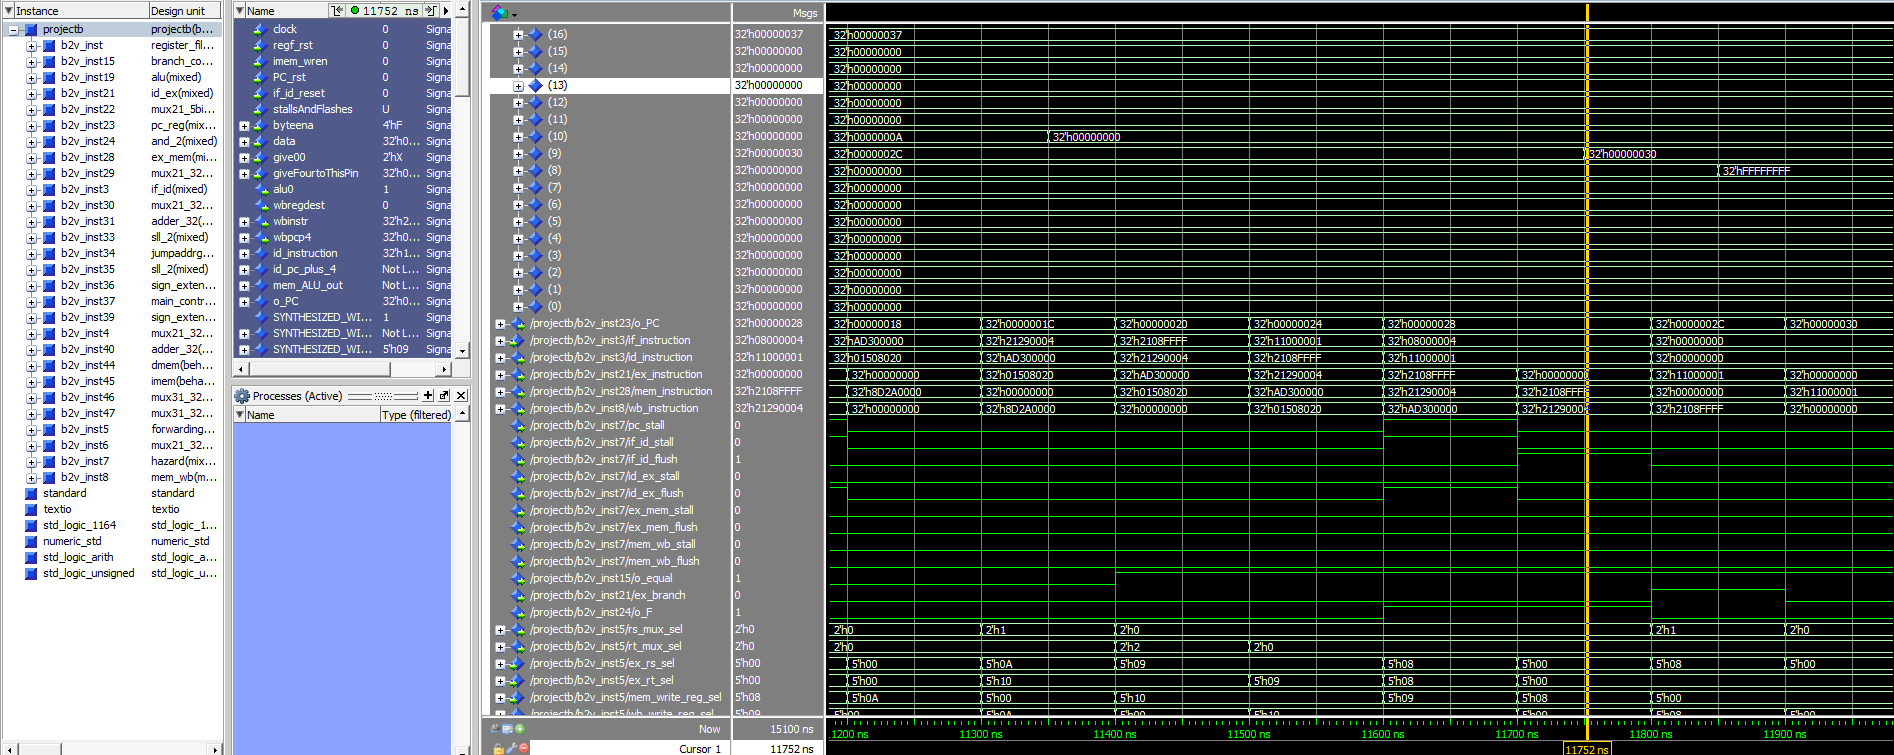 Instance Design unit
projectb projectb(b...
b2v_inst register_fil...
b2v_inst15 branch_co...
b2v_inst19 alu(mixed)
b2v_inst21 id_ex(mixed)
b2v_inst22 mux21_5bi...
b2v_inst23 pc_reg(mix...
b2v_inst24 and_2(mixed)
b2v_inst28 ex_mem(mi...
b2v_inst29 mux21_32...
b2v_inst3 if_id(mixed)
b2v_inst30 mux21_32...
b2v_inst31 adder_32(...
b2v_inst33 sll_2(mixed)
b2v_inst34 jumpaddrg...
b2v_inst35 sll_2(mixed)
b2v_inst36 sign_exten...
b2v_inst37 main_contr...
b2v_inst39 sign_exten...
b2v_inst4 mux21_32...
b2v_inst40 adder_32(...
b2v_inst44 dmem(beh...
b2v_inst45 imem(beha...
b2v_inst46 mux31_32...
b2v_inst47 mux31_32...
b2v_inst5 forwarding...
b2v_inst6 mux21_32...
b2v_inst7 hazard(mix...
b2v_inst8 mem_wb(m...
standard standard
textio textio
std_logic_1164 std_logic_1...
numeric_std numeric_std
std_logic_arith std_logic_a...
std_logic_unsigned std_logic_u...
Name 11752 ns
clock 0 Signa
regf_rst 0 Signa
imem_wren 0 Signa
PC_rst 0 Signa
if_id_reset 0 Signa
stallsAndFlashes U Signa
byteena 4'hF Signa
data 32'h0... Signa
give00 2'hX Signa
giveFourtoThisPin 32'h0... Signa
alu0 1 Signa
wbregdest 0 Signa
wbinstr 32'h2... Signa
wbpcp4 32'h0... Signa
id_instruction 32'h1... Signa
id_pc_plus_4 Not L... Signa
mem_ALU_out Not L... Signa
o_PC 32'h0... Signa
SYNTHESIZED_WI... 1 Signa
SYNTHESIZED_WI... Not L... Signa
SYNTHESIZED_WI... 5'h09 Signa
Processes (Active)
Name Type (filtered)
Msgs
(16) 32'h00000037 32'h00000037
(15) 32'h00000000 32'h00000000
(14) 32'h00000000 32'h00000000
(13) 32'h00000000 32'h00000000
(12) 32'h00000000 32'h00000000
(11) 32'h00000000 32'h00000000
(10) 32'h00000000 32'h0000000A 32'h00000000
(9) 32'h00000030 32'h0000002C 32'h00000030
(8) 32'h00000000 32'h00000000 32'hFFFFFFFF
(7) 32'h00000000 32'h00000000
(6) 32'h00000000 32'h00000000
(5) 32'h00000000 32'h00000000
(4) 32'h00000000 32'h00000000
(3) 32'h00000000 32'h00000000
(2) 32'h00000000 32'h00000000
(1) 32'h00000000 32'h00000000
(0) 32'h00000000 32'h00000000
/projectb/b2v_inst23/o_PC 32'h00000028 32'h00000018 32'h0000001C 32'h00000020 32'h00000024 32'h00000028 32'h0000002C 32'h00000030
/projectb/b2v_inst3/if_instruction 32'h08000004 32'hAD300000 32'h21290004 32'h2108FFFF 32'h11000001 32'h08000004 32'h00000000
/projectb/b2v_inst3/id_instruction 32'h11000001 32'h01508020 32'hAD300000 32'h21290004 32'h2108FFFF 32'h11000001 32'h00000000
/projectb/b2v_inst21/ex_instruction 32'h00000000 32'h00000000 32'h01508020 32'hAD300000 32'h21290004 32'h2108FFFF 32'h00000000 32'h11000001 32'h00000000
/projectb/b2v_inst28/mem_instruction 32'h2108FFFF 32'h8D2A0000 32'h00000000 32'h01508020 32'hAD300000 32'h21290004 32'h2108FFFF 32'h00000000 32'h11000001
/projectb/b2v_inst8/wb_instruction 32'h21290004 32'h00000000 32'h8D2A0000 32'h00000000 32'h01508020 32'hAD300000 32'h21290004 32'h2108FFFF 32'h00000000
/projectb/b2v_inst7/pc_stall 0
/projectb/b2v_inst7/if_id_stall 0
/projectb/b2v_inst7/if_id_flush 1
/projectb/b2v_inst7/id_ex_stall 0
/projectb/b2v_inst7/id_ex_flush 0
/projectb/b2v_inst7/ex_mem_stall 0
/projectb/b2v_inst7/ex_mem_flush 0
/projectb/b2v_inst7/mem_wb_stall 0
/projectb/b2v_inst7/mem_wb_flush 0
/projectb/b2v_inst15/o_equal 1
/projectb/b2v_inst21/ex_branch 0
/projectb/b2v_inst24/o_F 1
/projectb/b2v_inst5/rs_mux_sel 2'h0 2'h0 2'h1 2'h0 2'h1 2'h0
/projectb/b2v_inst5/rt_mux_sel 2'h0 2'h0 2'h2 2'h0
/projectb/b2v_inst5/ex_rs_sel 5'h00 5'h00 5'h0A 5'h09 5'h08 5'h00 5'h08 5'h00
/projectb/b2v_inst5/ex_rt_sel 5'h00 5'h00 5'h10 5'h09 5'h08 5'h00
/projectb/b2v_inst5/mem_write_reg_sel 5'h08 5'h0A 5'h00 5'h10 5'h09 5'h08 5'h00
/projectb/b2v_inst5/wb_write_reg_sel 5'h09 5'h00 5'h0A 5'h00 5'h10 5'h09 5'h08 5'h00
Now 15100 ns 11300 ns 11400 ns 11500 ns 11600 ns 11700 ns 11800 ns 11900 ns
Cursor 1 11752 ns 11752 ns